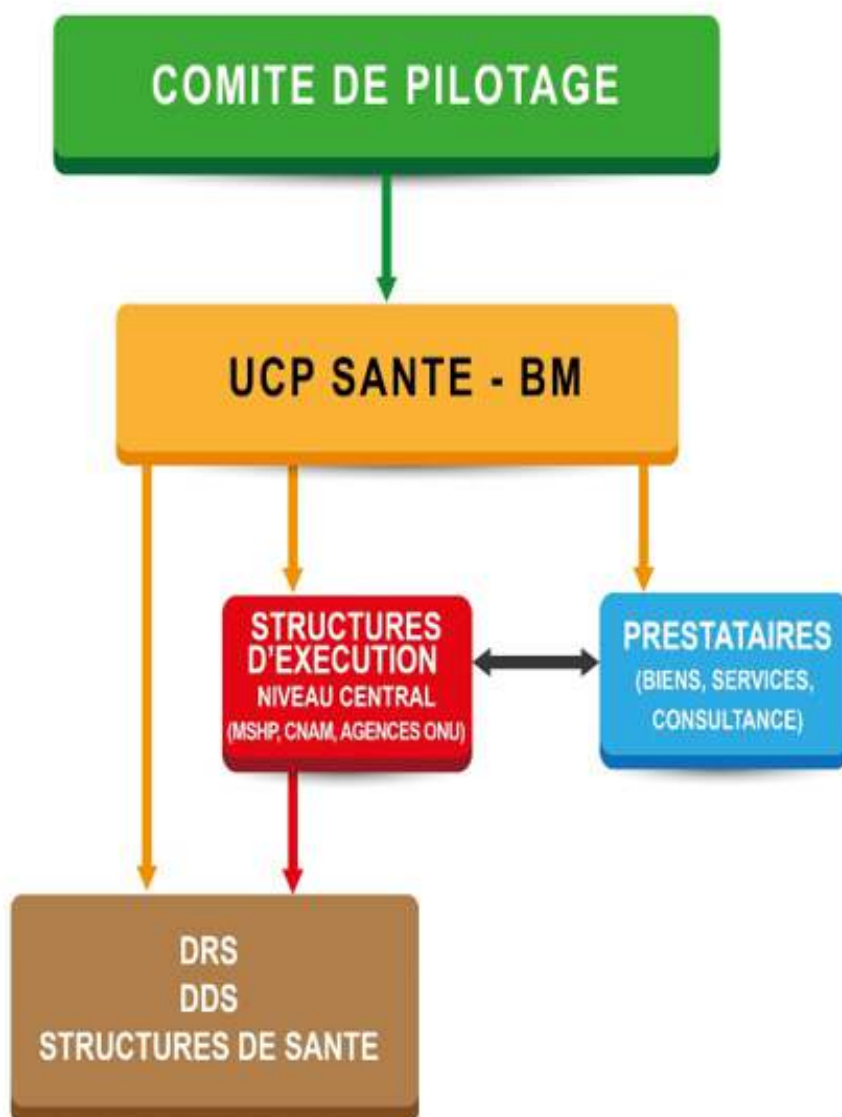 COMITE DE PILOTAGE
UCP SANTE - BM
STRUCTURES
D'EXECUTION
NIVEAU CENTRAL
(MSHP, CNAM, AGENCES ONU)
PRESTATAIRES
(BIENS, SERVICES,
CONSULTANCE)
DRS
DDS
STRUCTURES DE SANTE